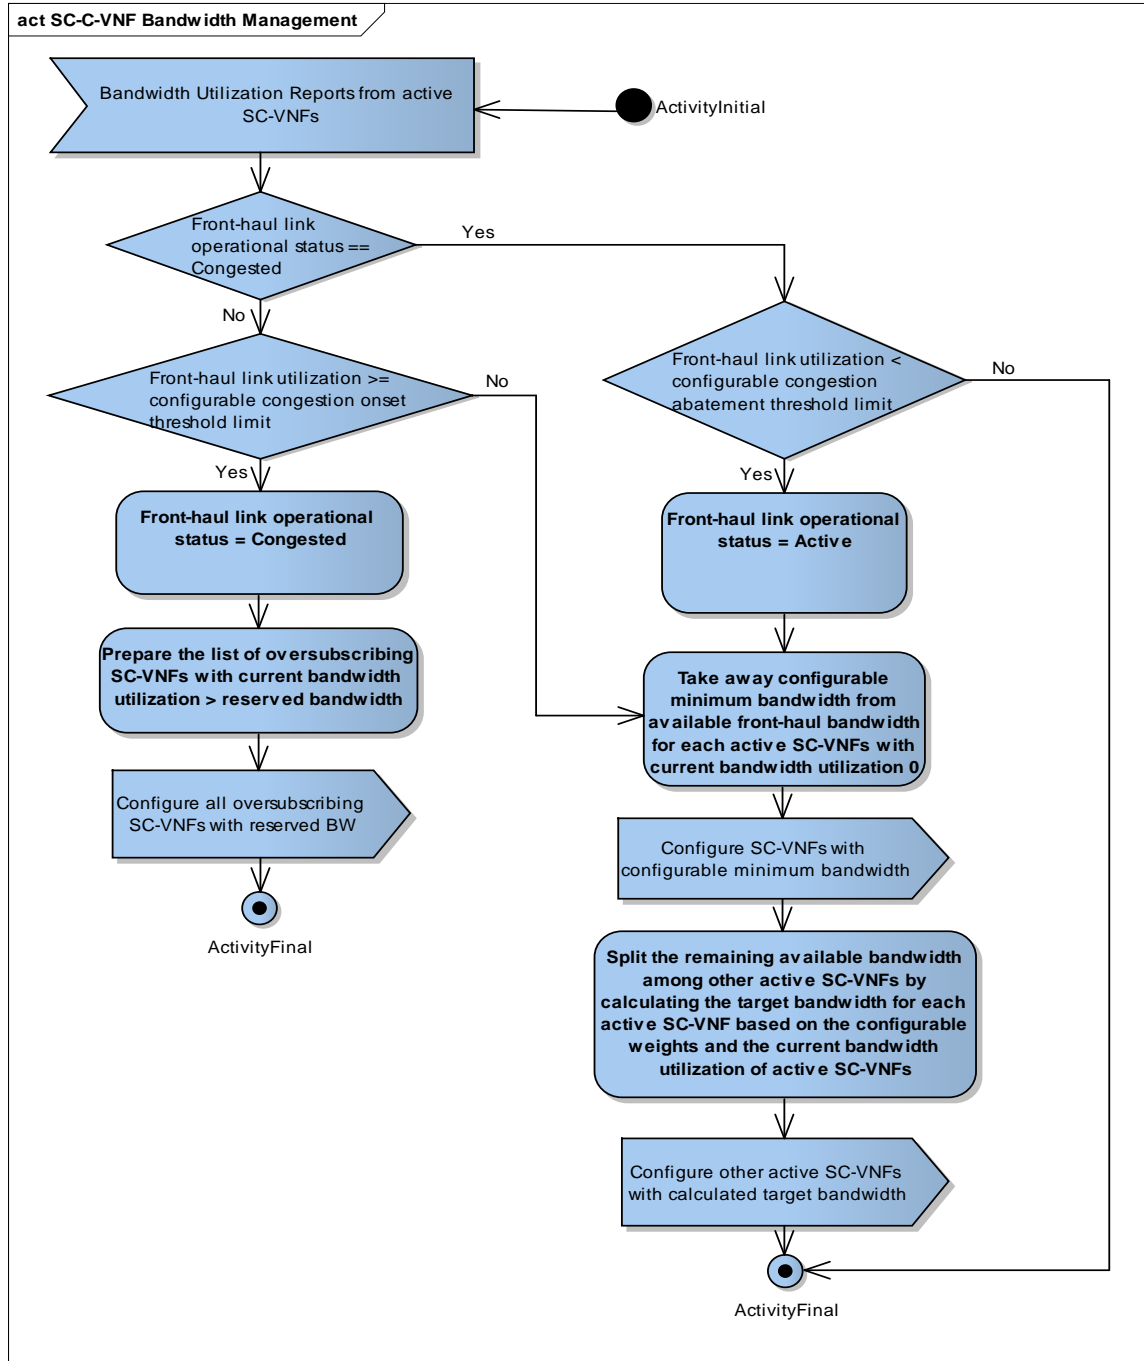 act SC-C-VNF Bandwidth Management
Bandwidth Utilization Reports from active
SC-VNFs
ActivityInitial
Front-haul link
operational status ==
Congested
Yes
No
Front-haul link utilization >=
configurable congestion onset
threshold limit
No
Yes
Front-haul link utilization <
configurable congestion
abatement threshold limit
No
Yes
Front-haul link operational
status = Congested
Front-haul link operational
status = Active
Prepare the list of oversubscribing
SC-VNFs with current bandwidth
utilization > reserved bandwidth
Take away configurable
minimum bandwidth from
available front-haul bandwidth
for each active SC-VNFs with
current bandwidth utilization 0
Configure all oversubscribing
SC-VNFs with reserved BW
ActivityFinal
Configure SC-VNFs with
configurable minimum bandwidth
Split the remaining available bandwidth
among other active SC-VNFs by
calculating the target bandwidth for each
active SC-VNF based on the configurable
weights and the current bandwidth
utilization of active SC-VNFs
Configure other active SC-VNFs
with calculated target bandwidth
ActivityFinal